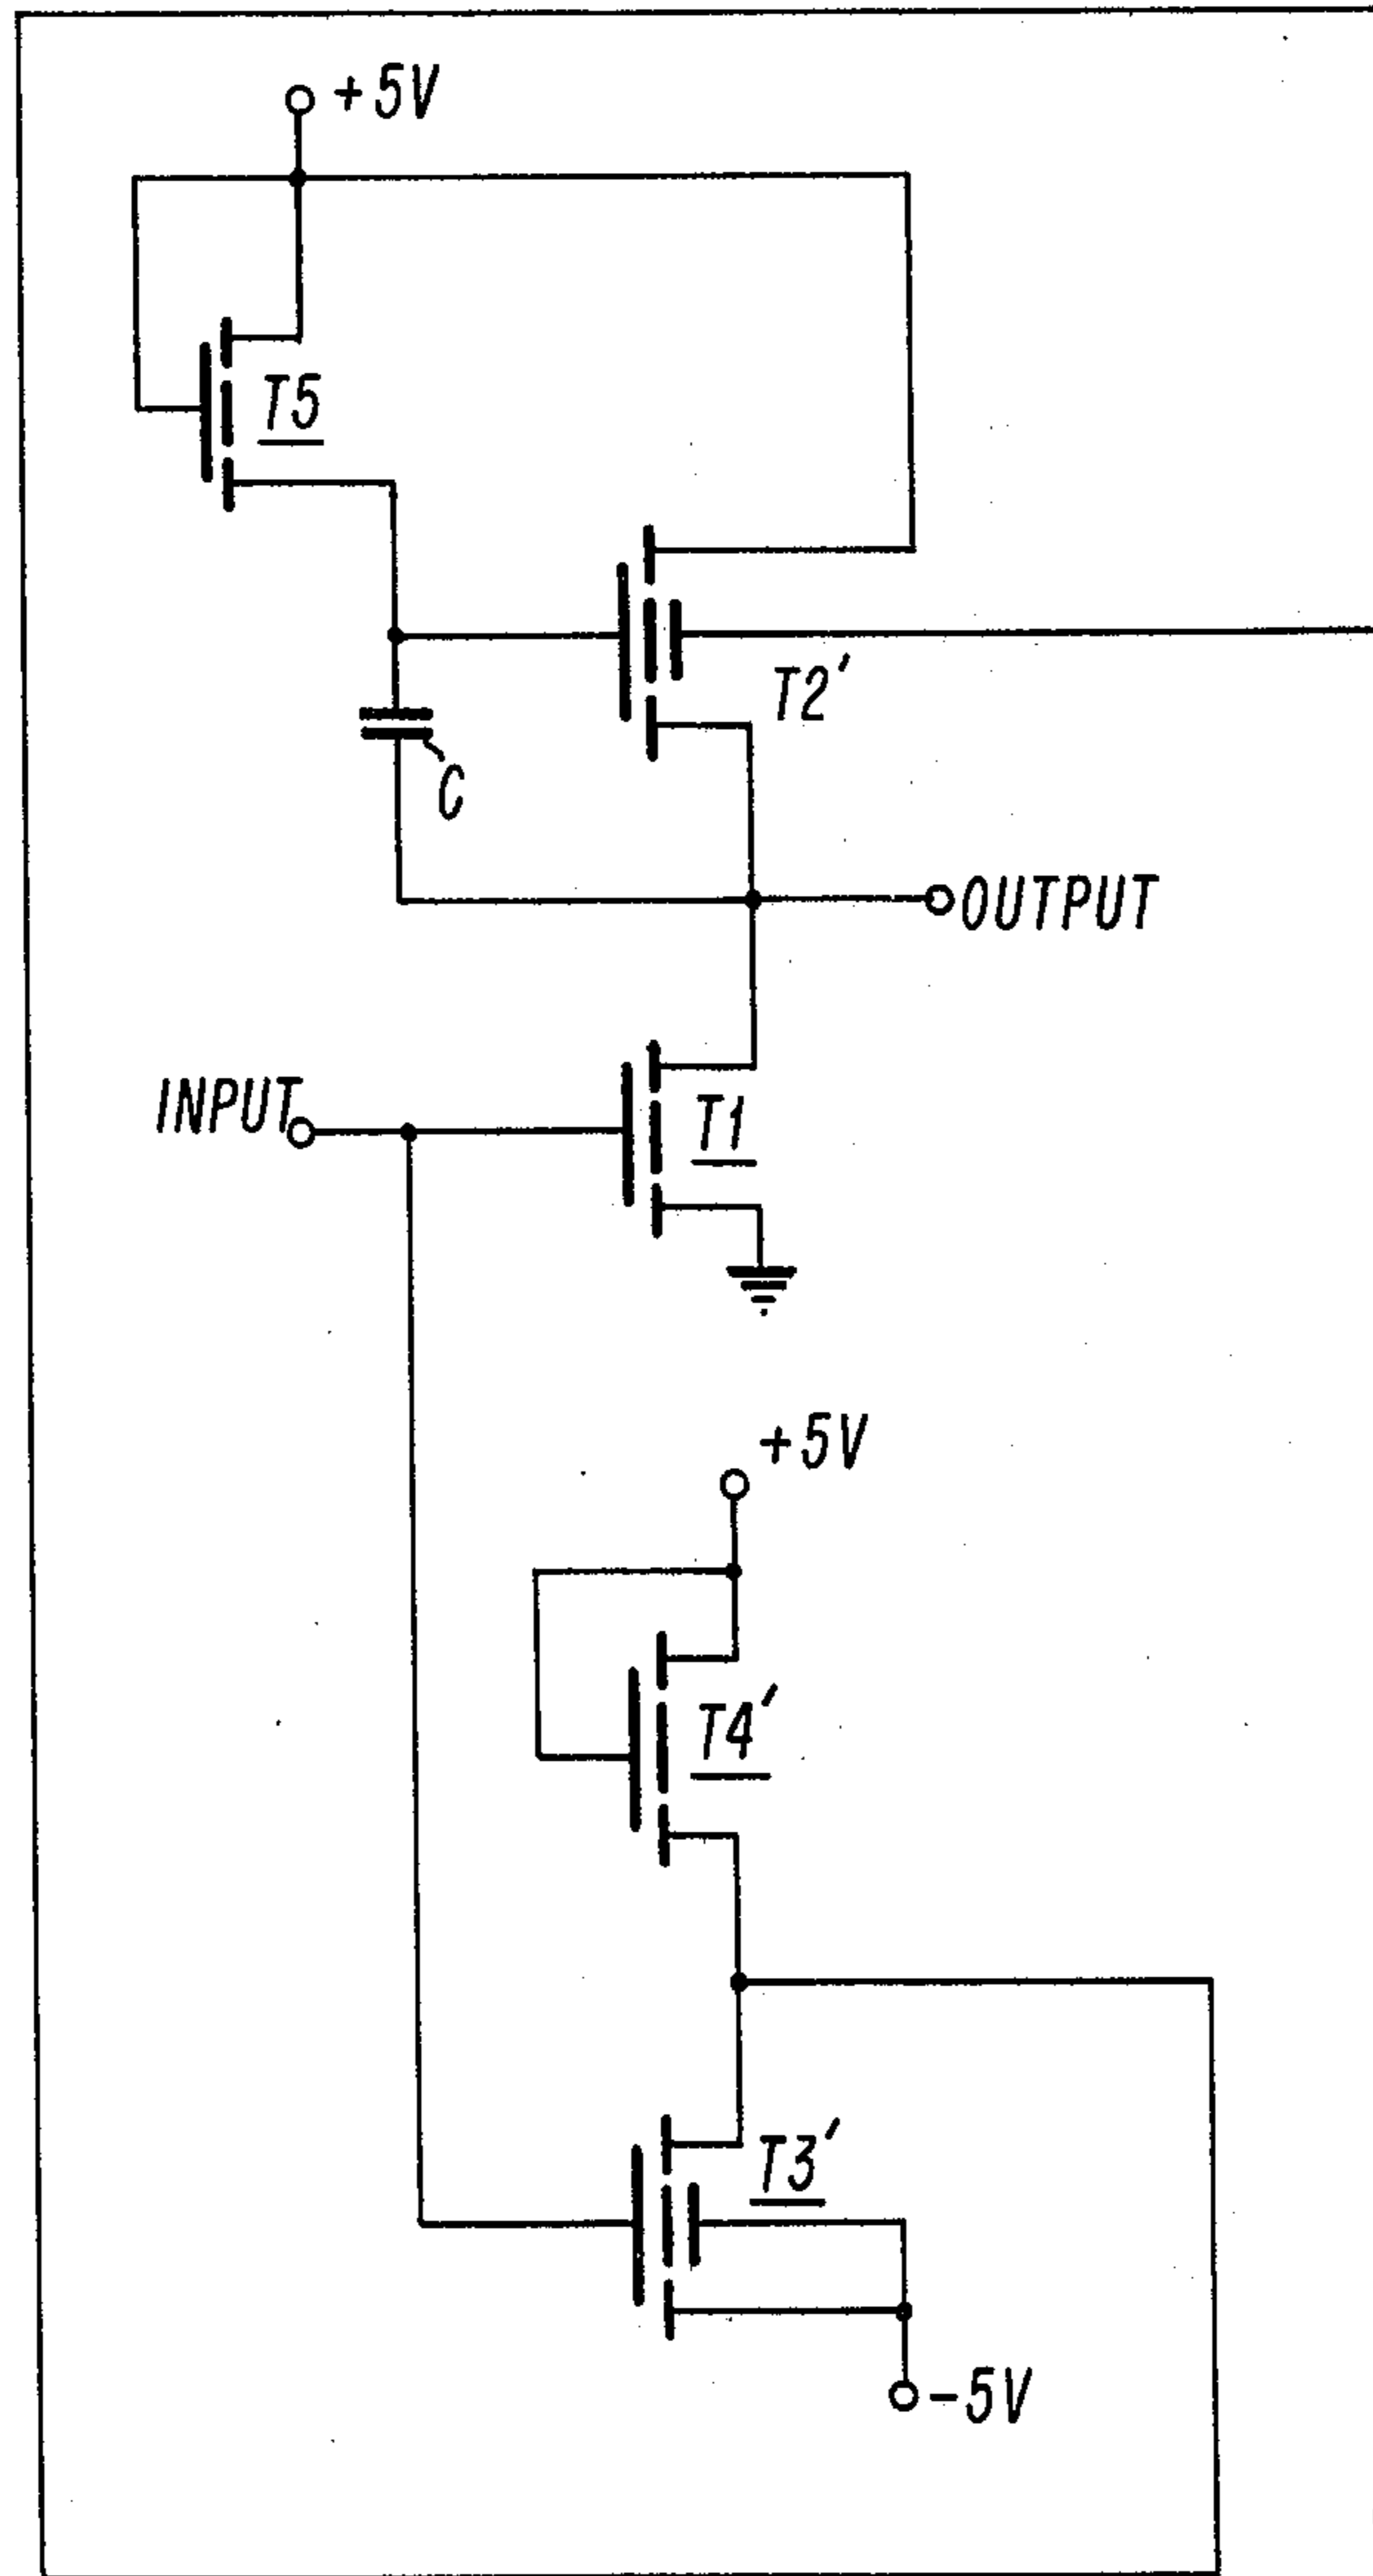 +5V
T5
T2'
C
OUTPUT
INPUT
T1
+5V
T4'
T3'
-5V